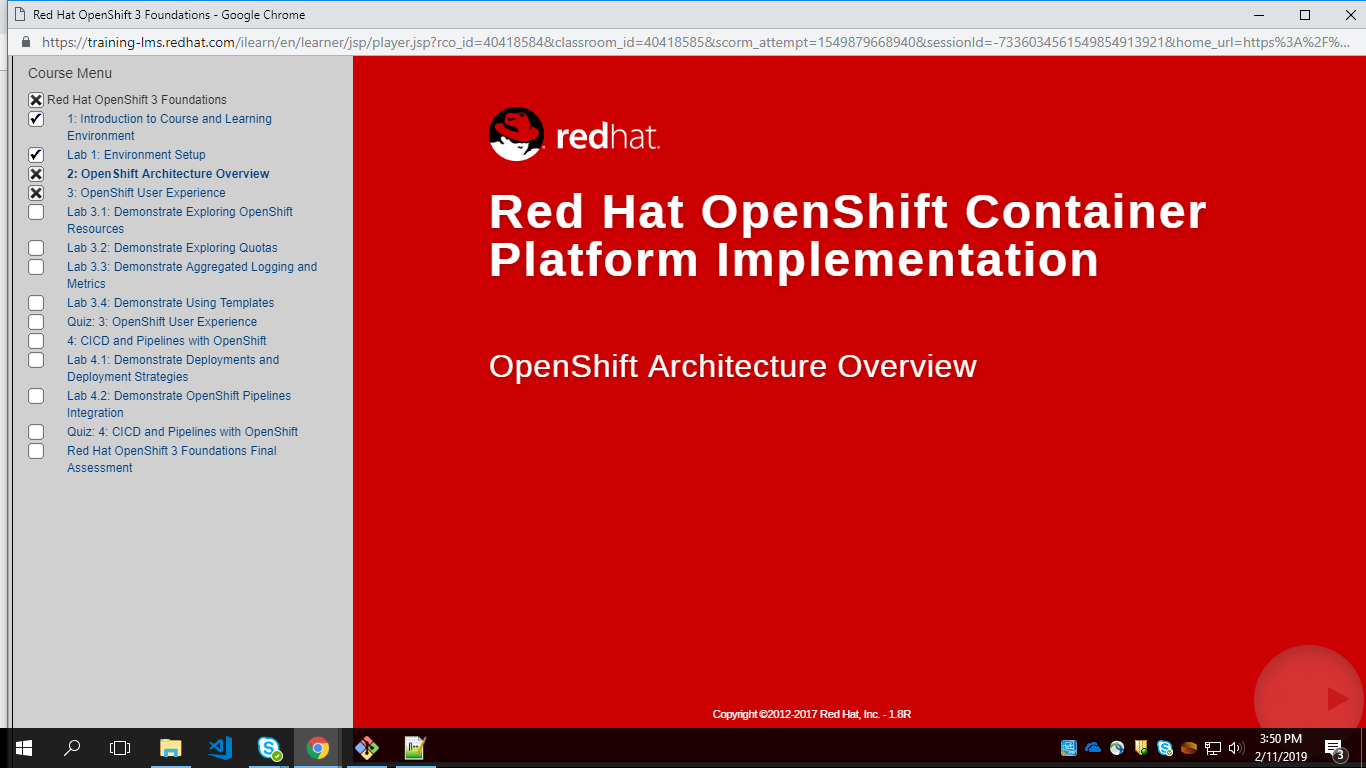 Red Hat OpenShift 3 Foundations - Google Chrome
https://training-lms.redhat.com/ilearn/en/learner/jsp/player.jsp?rco_id=40418584&classroom_id=40418585&scorm_attempt=1549879668940&sessionId=-7336034561549854913921&home_url=https%3A%2F%...
Course Menu
Red Hat OpenShift 3 Foundations
1: Introduction to Course and Learning
Environment
Lab 1: Environment Setup
2: OpenShift Architecture Overview
3: OpenShift User Experience
Lab 3.1: Demonstrate Exploring OpenShift
Resources
Lab 3.2: Demonstrate Exploring Quotas
Lab 3.3: Demonstrate Aggregated Logging and
Metrics
Lab 3.4: Demonstrate Using Templates
Quiz: 3: OpenShift User Experience
4: CICD and Pipelines with OpenShift
Lab 4.1: Demonstrate Deployments and
Deployment Strategies
Lab 4.2: Demonstrate OpenShift Pipelines
Integration
Quiz: 4: CICD and Pipelines with OpenShift
Red Hat OpenShift 3 Foundations Final
Assessment
redhat.
Red Hat OpenShift Container
Platform Implementation
OpenShift Architecture Overview
Copyright ©2012-2017 Red Hat, Inc. - 1.8R
3:50 PM
2/11/2019
3